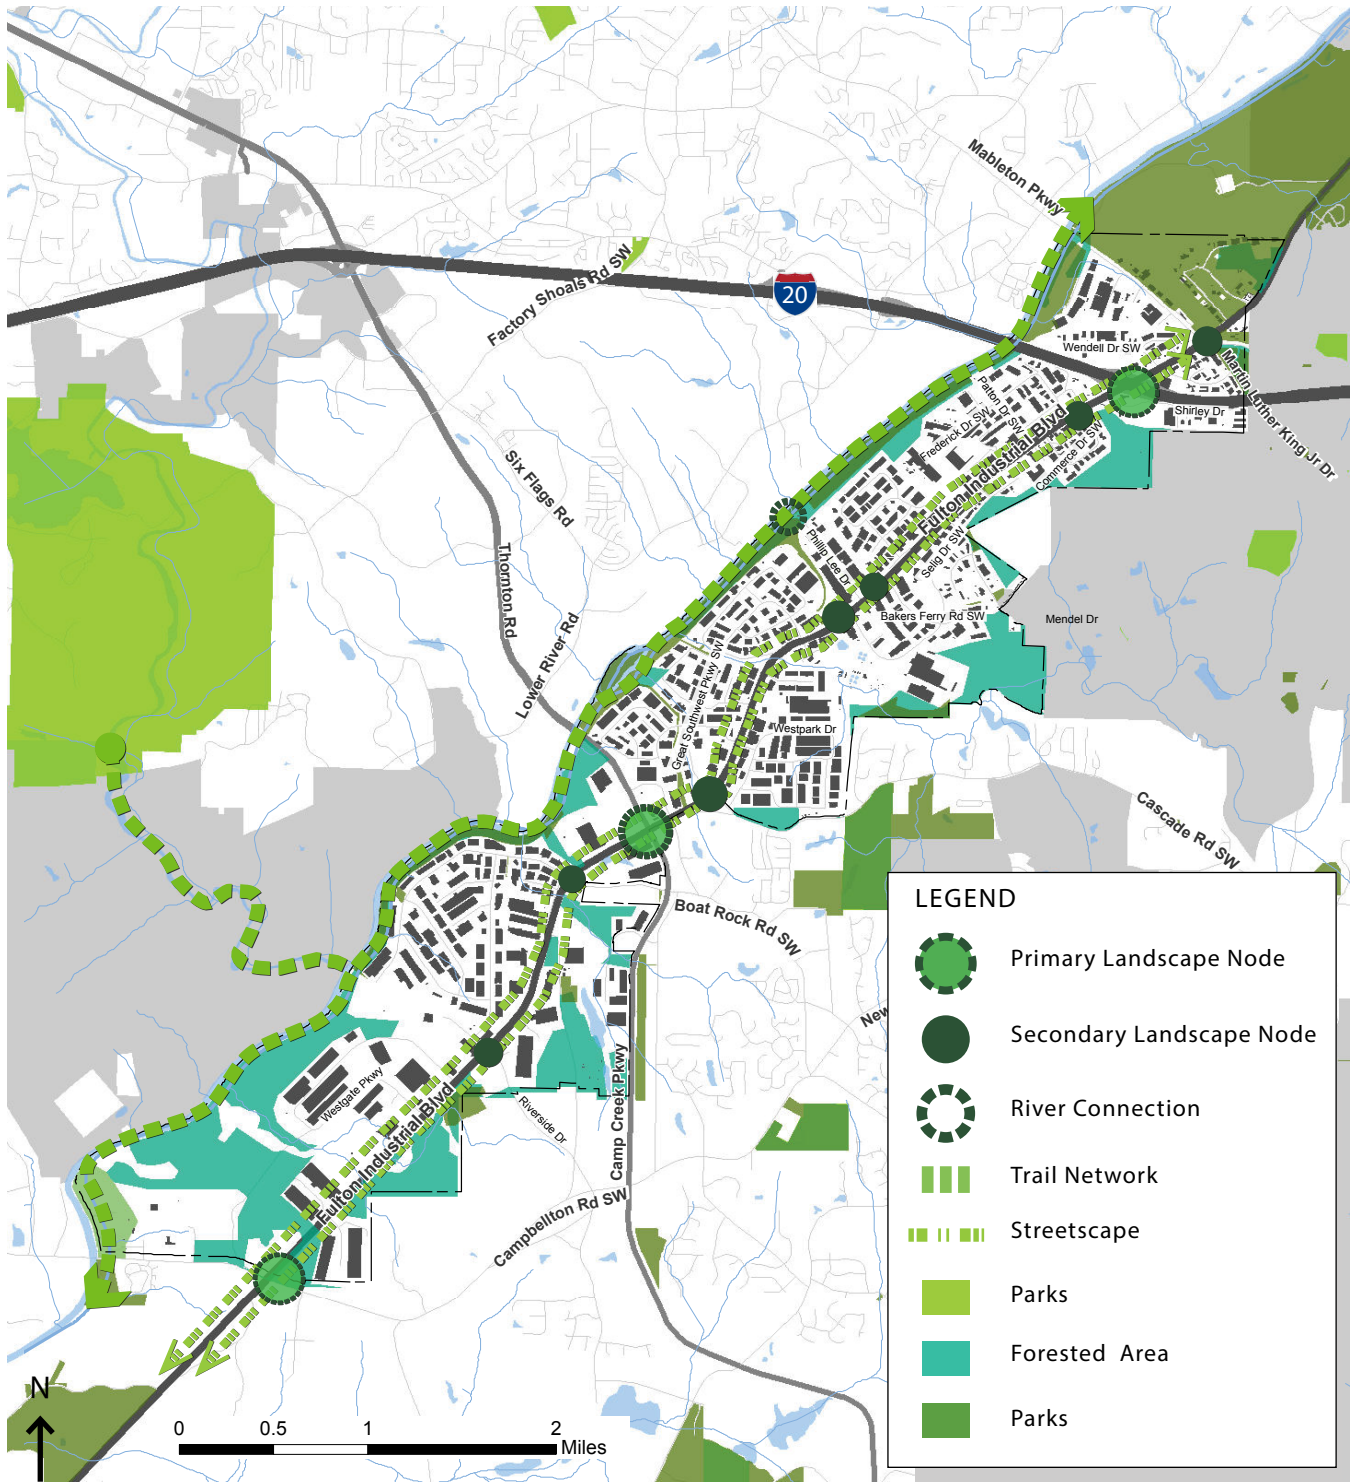 Mableton Pkwy
Factory Shoals Rd SW
20
Wendell Dr SW
Martin Luther King Jr Dr
Patton Dr SW
Shirley Dr
Frederick Dr SW
Fulton Industrial Blvd
Commerce Dr SW
Six Flags Rd
Thornton Rd
Phillip Lee Dr
Selig Dr SW
Bakers Ferry Rd SW
Mendel Dr
Lower River Rd
Great Southwest Pkwy SW
Westpark Dr
Cascade Rd SW
Boat Rock Rd SW
New
Westgate Pkwy
Fulton Industrial Blvd
Riverside Dr
Camp Creek Pkwy
Campbellton Rd SW
LEGEND
Primary Landscape Node
Secondary Landscape Node
River Connection
Trail Network
Streetscape
Parks
Forested Area
Parks
N
0 0.5 1 2
Miles